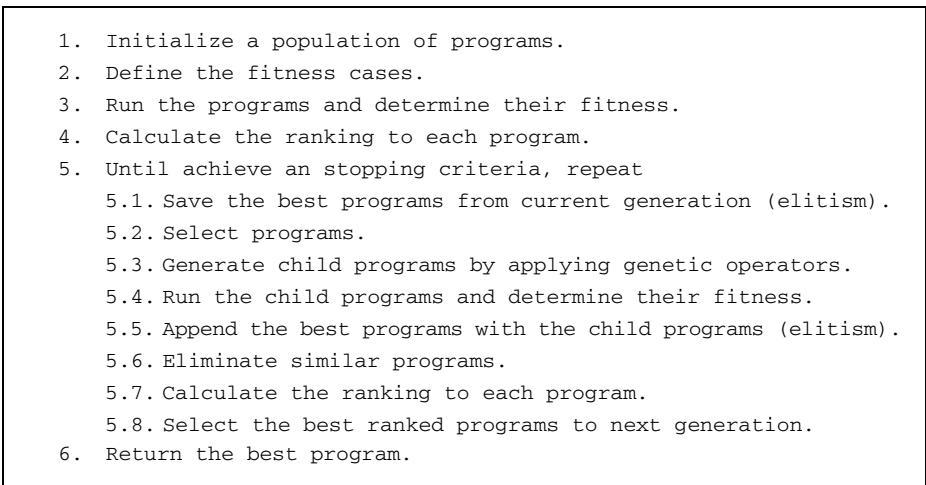 1. Initialize a population of programs.
2. Define the fitness cases.
3. Run the programs and determine their fitness.
4. Calculate the ranking to each program.
5. Until achieve an stopping criteria, repeat
5.1. Save the best programs from current generation (elitism).
5.2. Select programs.
5.3. Generate child programs by applying genetic operators.
5.4. Run the child programs and determine their fitness.
5.5. Append the best programs with the child programs (elitism).
5.6. Eliminate similar programs.
5.7. Calculate the ranking to each program.
5.8. Select the best ranked programs to next generation.
6. Return the best program.